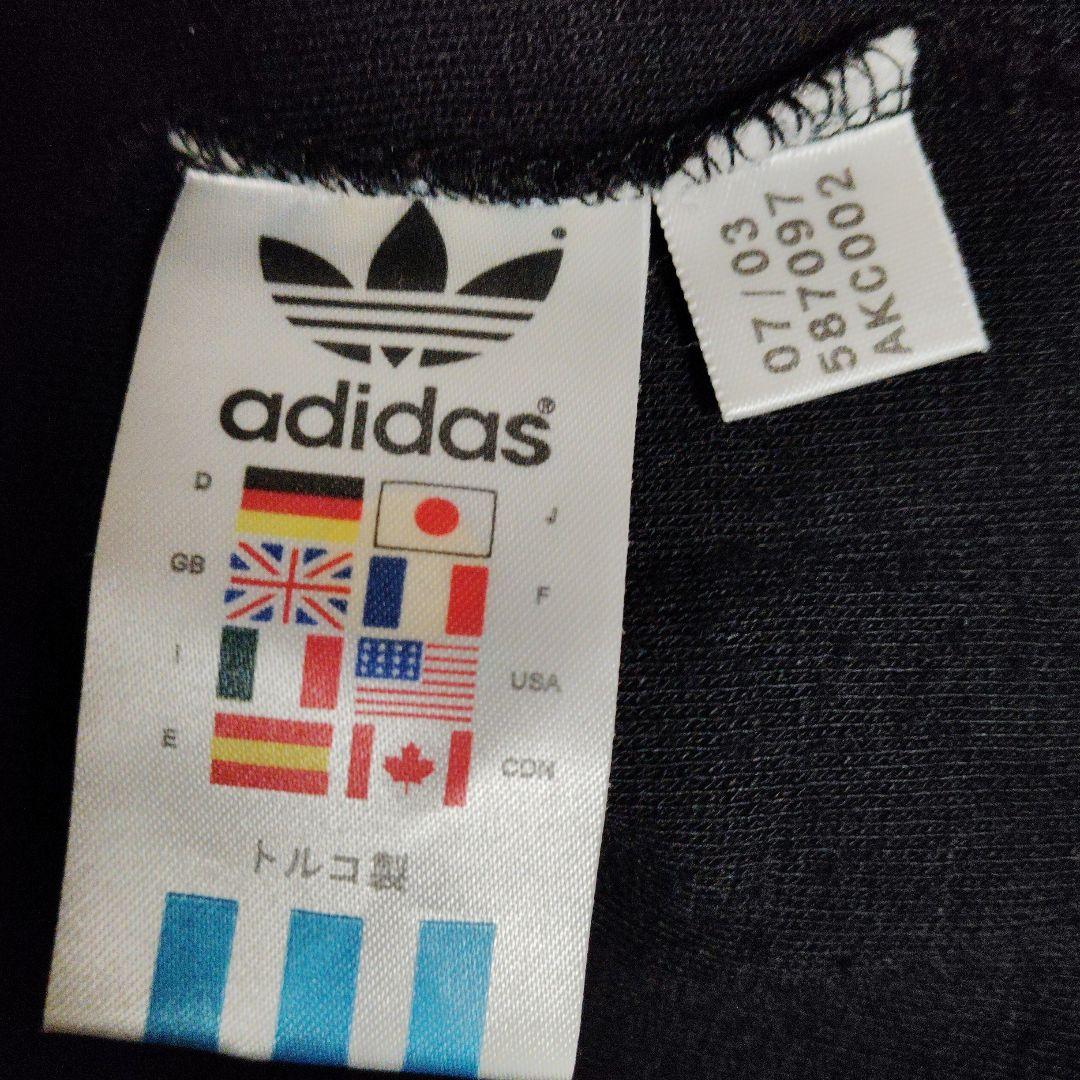 adidas®
D
J
GB
F
I
USA
E
CDN
トルコ製
07/03
587097
AKC002